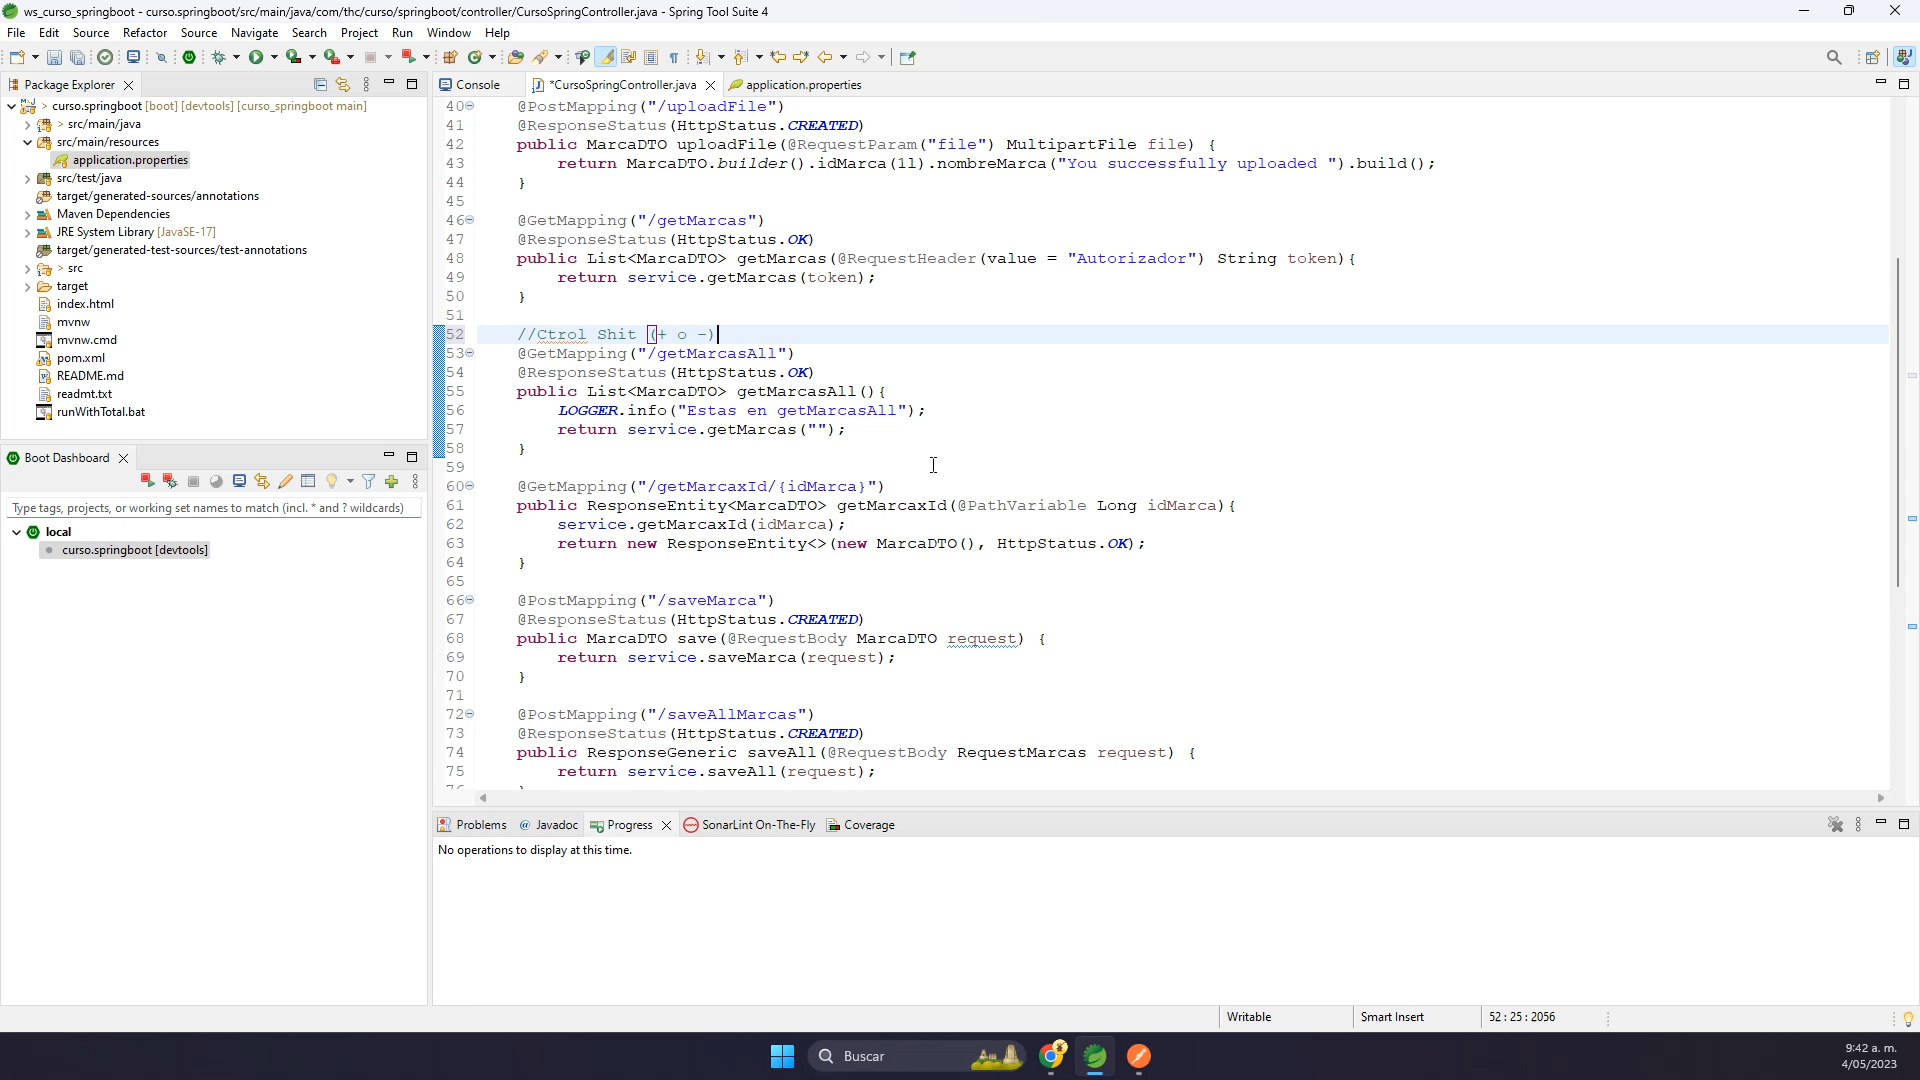 ws_curso_springboot - curso.springboot/src/main/java/com/thc/curso/springboot/controller/CursoSpringController.java - Spring Tool Suite 4
File Edit Source Refactor Source Navigate Search Project Run Window Help
Package Explorer
> curso.springboot [boot] [devtools] [curso_springboot main]
> src/main/java
src/main/resources
application.properties
src/test/java
target/generated-sources/annotations
Maven Dependencies
JRE System Library [JavaSE-17]
target/generated-test-sources/test-annotations
> src
target
index.html
mvnw
mvnw.cmd
pom.xml
README.md
readmt.txt
runWithTotal.bat
Boot Dashboard
Type tags, projects, or working set names to match (incl. * and ? wildcards)
local
curso.springboot [devtools]
Console *CursoSpringController.java application.properties
40 @PostMapping("/uploadFile")
41 @ResponseStatus(HttpStatus.CREATED)
42 public MarcaDTO uploadFile(@RequestParam("file") MultipartFile file) {
43 return MarcaDTO.builder().idMarca(1l).nombreMarca("You successfully uploaded ").build();
44 }
45
46 @GetMapping("/getMarcas")
47 @ResponseStatus(HttpStatus.OK)
48 public List<MarcaDTO> getMarcas(@RequestHeader(value = "Autorizador") String token){
49 return service.getMarcas(token);
50 }
51
52 //Ctrol Shit (+ o -)
53 @GetMapping("/getMarcasAll")
54 @ResponseStatus(HttpStatus.OK)
55 public List<MarcaDTO> getMarcasAll(){
56 LOGGER.info("Estas en getMarcasAll");
57 return service.getMarcas("");
58 }
59
60 @GetMapping("/getMarcaxId/{idMarca}")
61 public ResponseEntity<MarcaDTO> getMarcaxId(@PathVariable Long idMarca){
62 service.getMarcaxId(idMarca);
63 return new ResponseEntity<>(new MarcaDTO(), HttpStatus.OK);
64 }
65
66 @PostMapping("/saveMarca")
67 @ResponseStatus(HttpStatus.CREATED)
68 public MarcaDTO save(@RequestBody MarcaDTO request) {
69 return service.saveMarca(request);
70 }
71
72 @PostMapping("/saveAllMarcas")
73 @ResponseStatus(HttpStatus.CREATED)
74 public ResponseGeneric saveAll(@RequestBody RequestMarcas request) {
75 return service.saveAll(request);
Problems Javadoc Progress SonarLint On-The-Fly Coverage
No operations to display at this time.
Writable Smart Insert 52 : 25 : 2056
Buscar
9:42 a. m.
4/05/2023